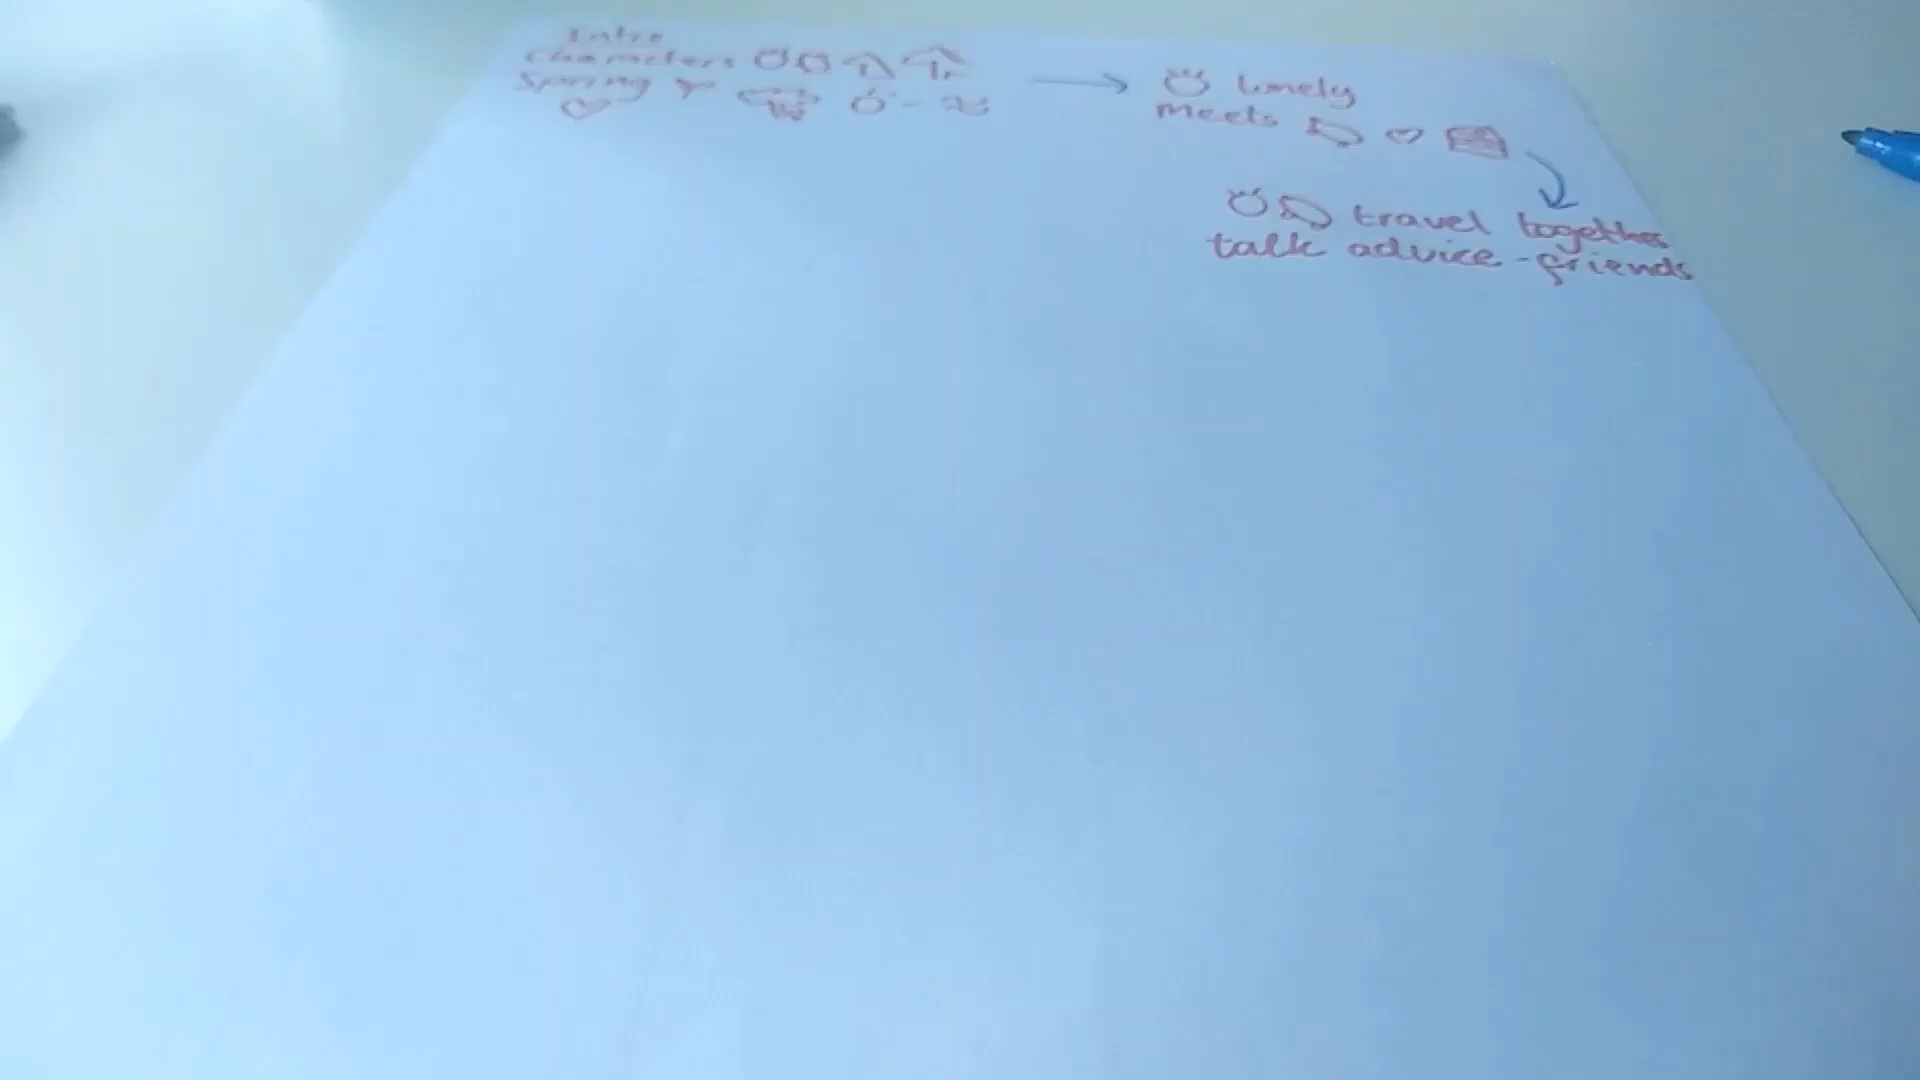 Intro
characters
Spring
lonely
meets
travel together
talk advice - friends